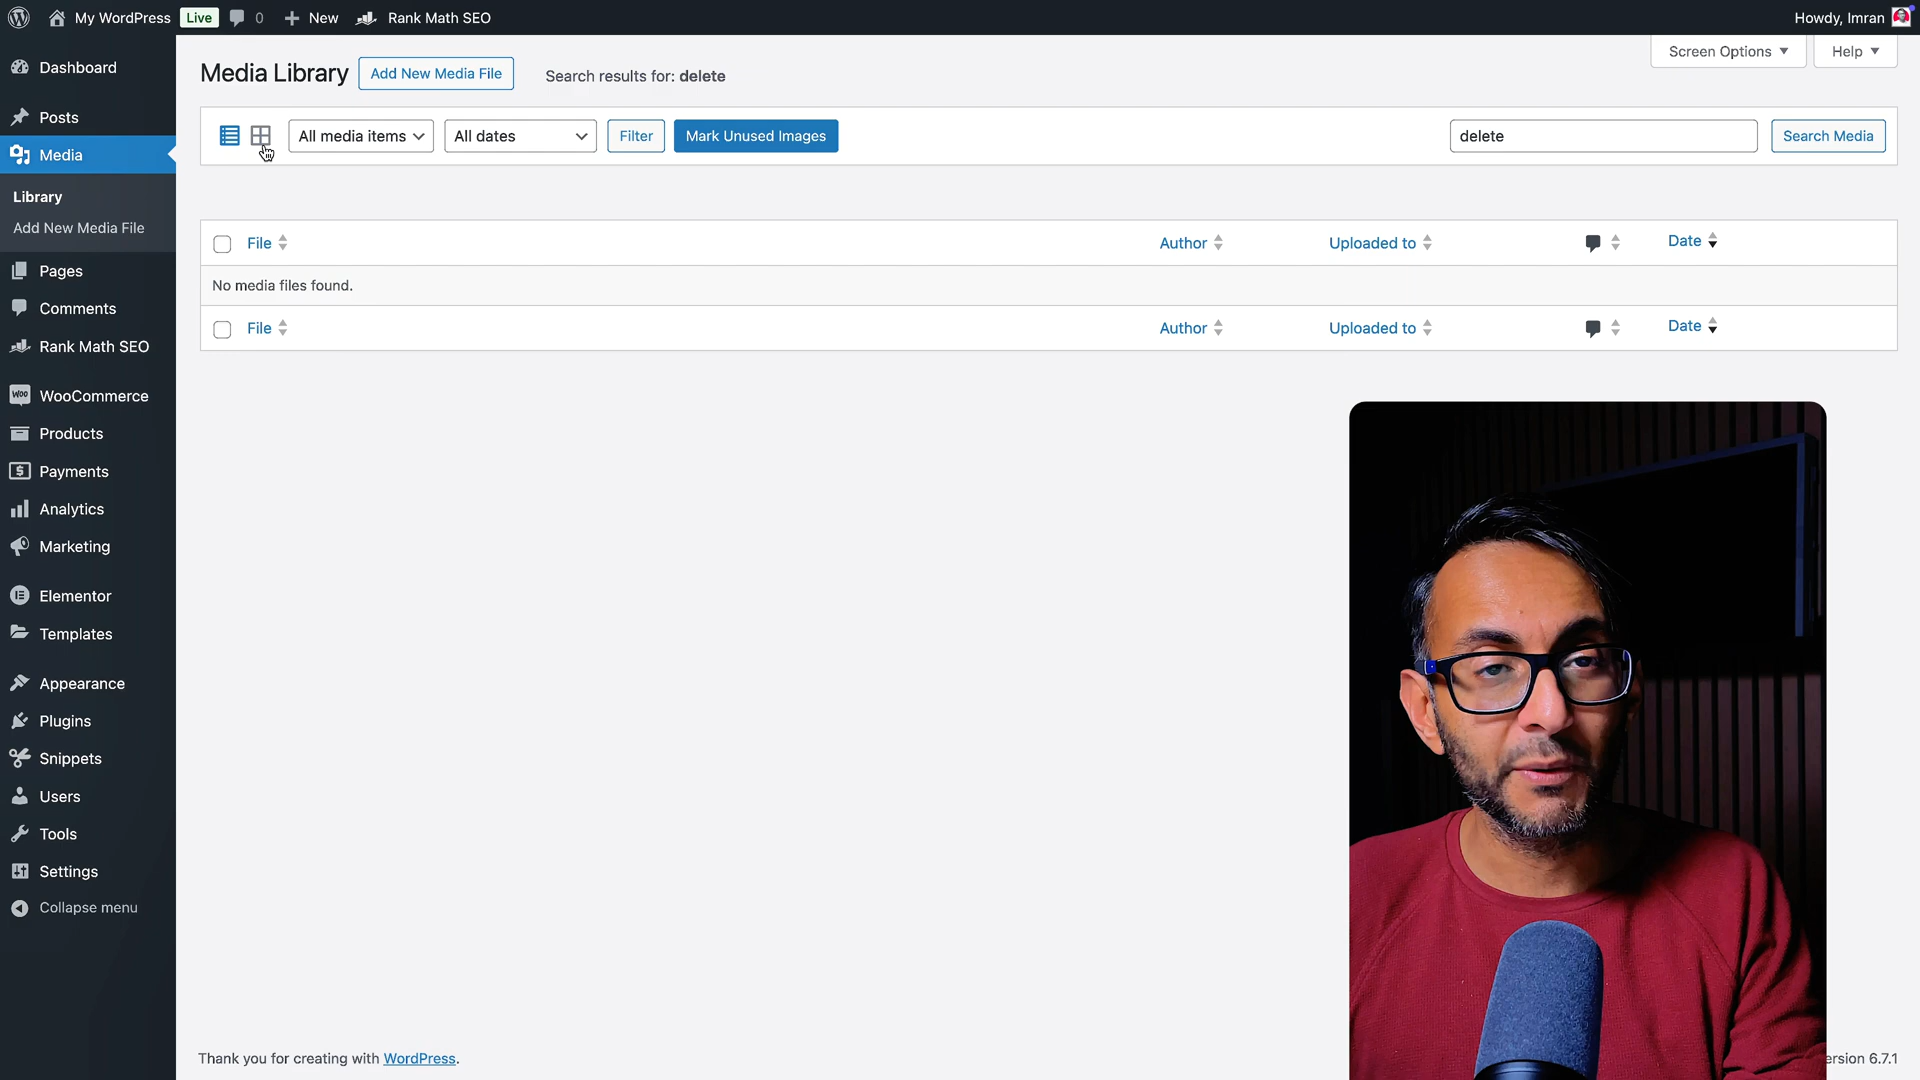 My WordPress Live 0 New Rank Math SEO Howdy, Imran
Screen Options Help
Dashboard
Posts
Media
Library
Add New Media File
Pages
Comments
Rank Math SEO
WooCommerce
Products
Payments
Analytics
Marketing
Elementor
Templates
Appearance
Plugins
Snippets
Users
Tools
Settings
Collapse menu
Media Library Add New Media File Search results for: delete
All media items All dates Filter Mark Unused Images delete Search Media
File Author Uploaded to Date
No media files found.
File Author Uploaded to Date
Thank you for creating with WordPress. ersion 6.7.1